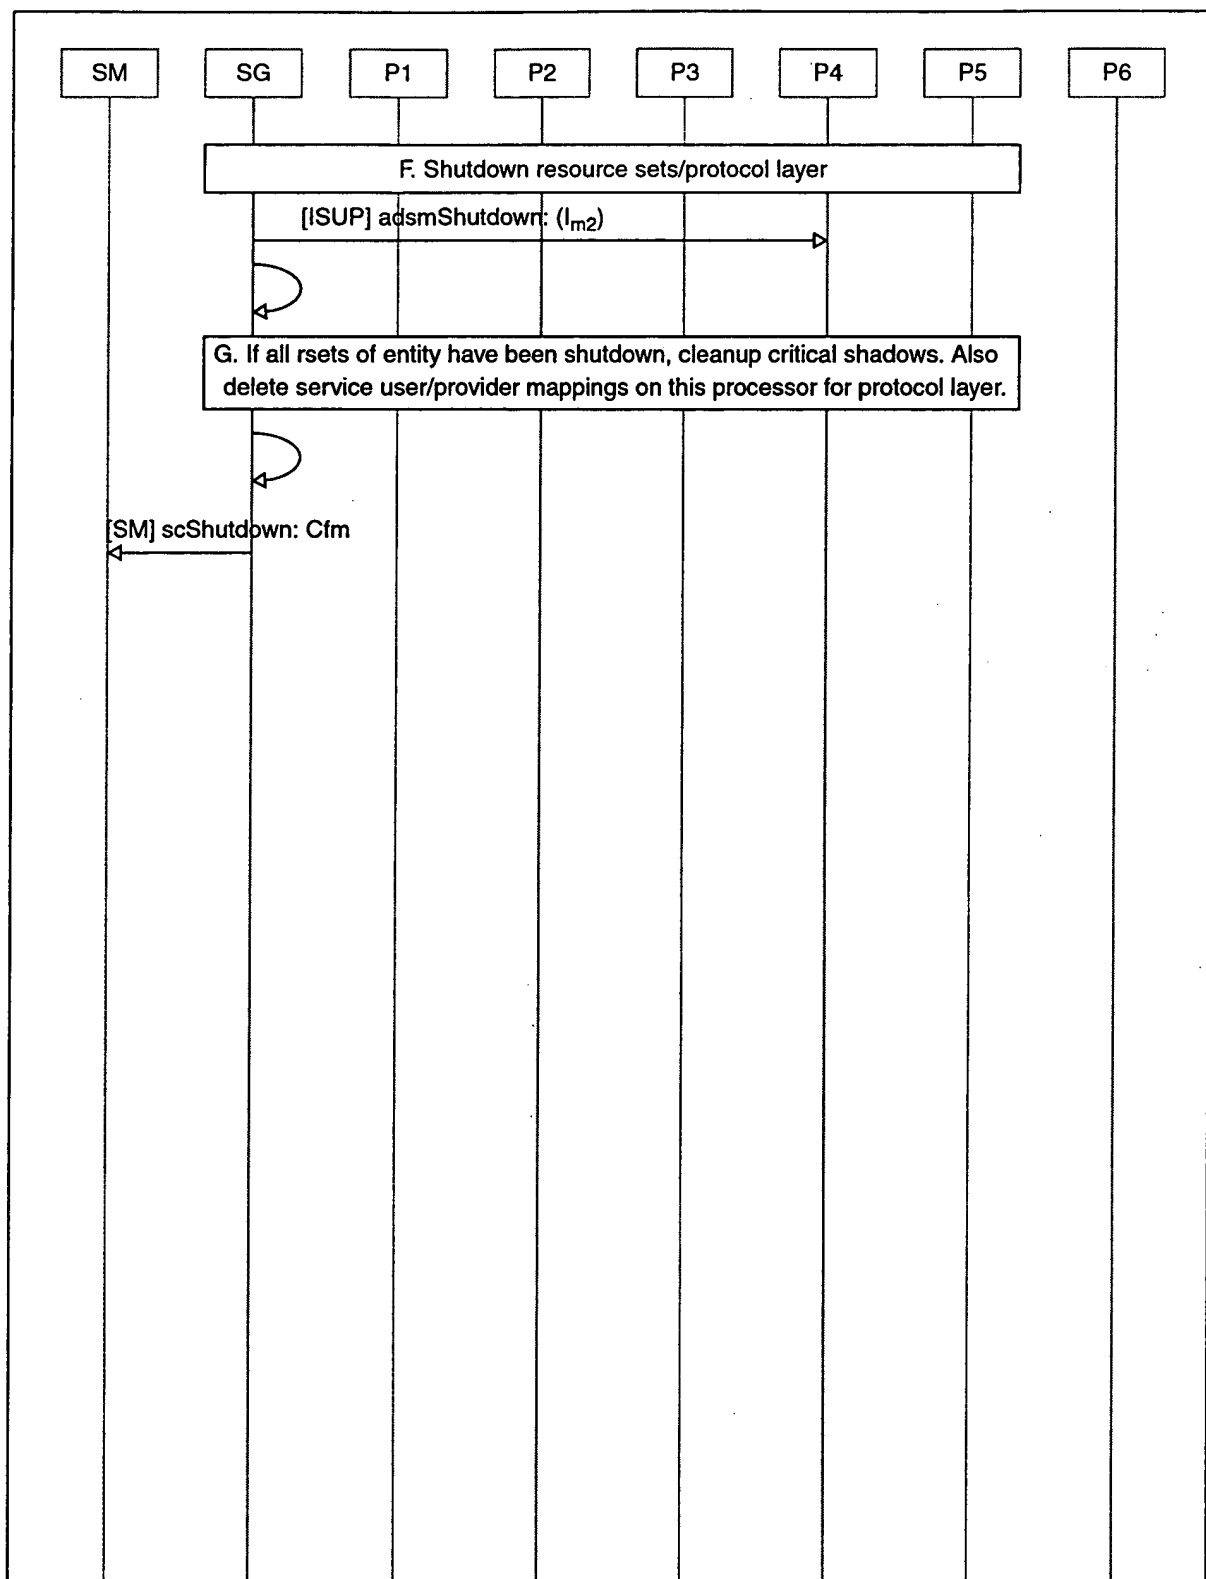 SM SG P1 P2 P3 P4 P5 P6
F. Shutdown resource sets/protocol layer
[ISUP] adsmShutdown: (Im2)
G. If all rsets of entity have been shutdown, cleanup critical shadows. Also
delete service user/provider mappings on this processor for protocol layer.
[SM] scShutdown: Cfm